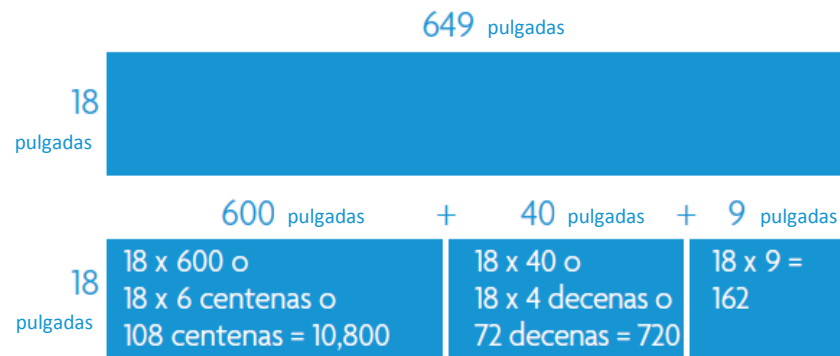 649 pulgadas
18
pulgadas
600 pulgadas + 40 pulgadas + 9 pulgadas
18
pulgadas
18 x 600 o
18 x 6 centenas o
108 centenas = 10,800
18 x 40 o
18 x 4 decenas o
72 decenas = 720
18 x 9 =
162